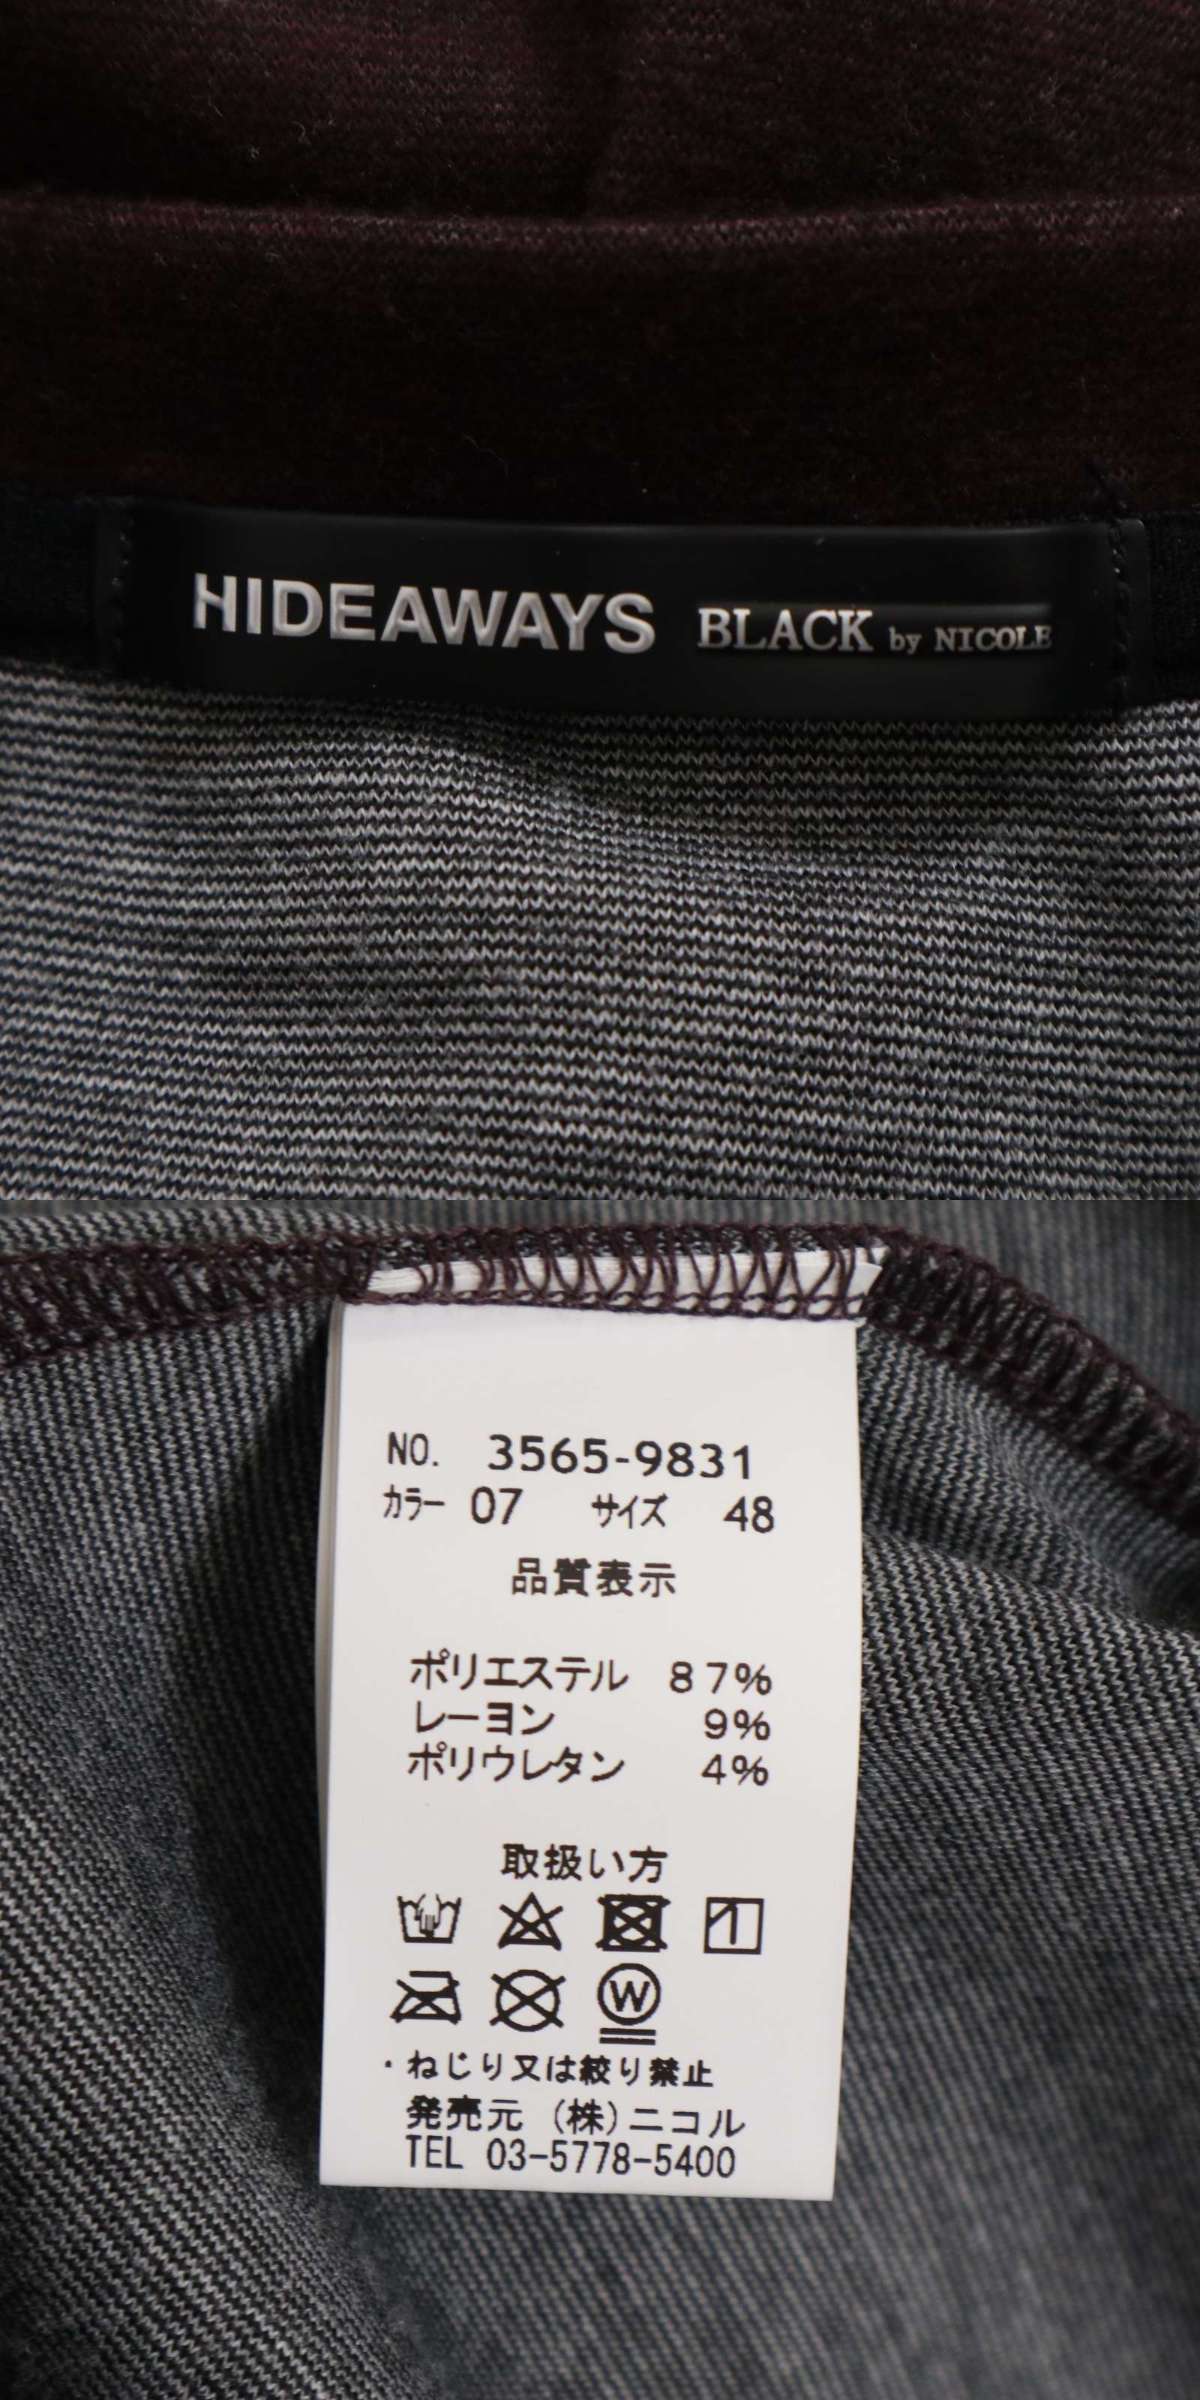 HIDEAWAYS BLACK by NICOLE
NO. 3565-9831
カラー 07 サイズ 48
品質表示
ポリエステル 87%
レーヨン 9%
ポリウレタン 4%
取扱い方
W
・ねじり又は絞り禁止
発売元 (株)ニコル
TEL 03-5778-5400